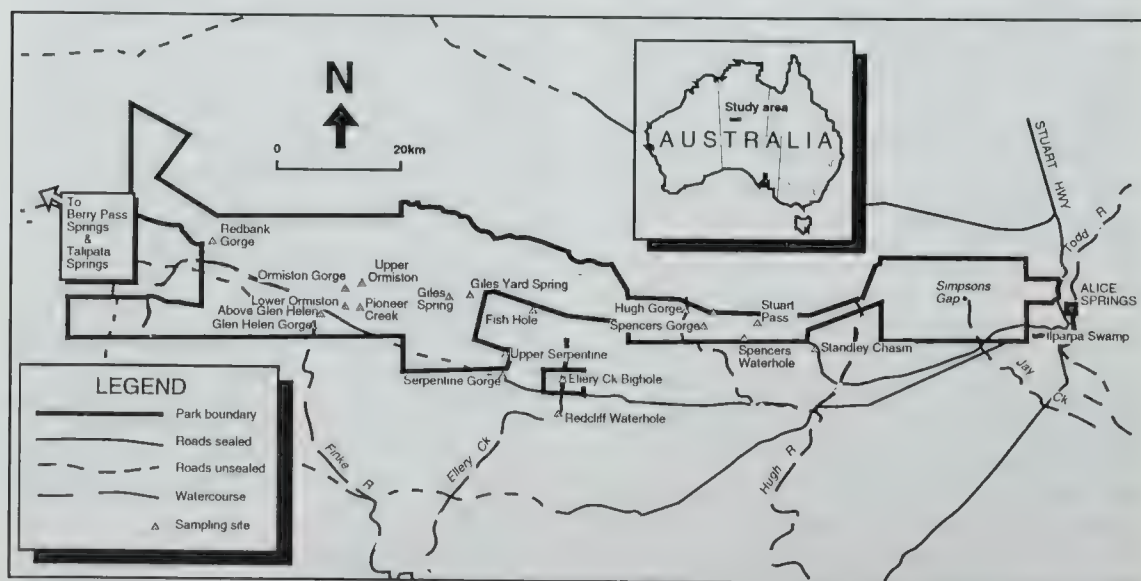 N
0 20km
Study area
AUSTRALIA
STUART HWY
Todd R
To
Berry Pass
Springs
&
Talipata
Springs
Redbank
Gorge
Ormiston Gorge
Upper
Ormiston
Giles
Spring
Giles Yard Spring
Lower Ormiston
Above Glen Helen
Glen Helen Gorge
Pioneer
Creek
Fish Hole
Hugh Gorge
Spencers Gorge
Stuart
Pass
Simpsons
Gap
ALICE
SPRINGS
Ilparpa Swamp
Spencers
Waterhole
Standley Chasm
Jay
Ck
Upper Serpentine
Serpentine Gorge
Ellery Ck Bighole
Redcliff Waterhole
Finke
R
Ellery Ck
Hugh R
LEGEND
Park boundary
Roads sealed
Roads unsealed
Watercourse
Sampling site